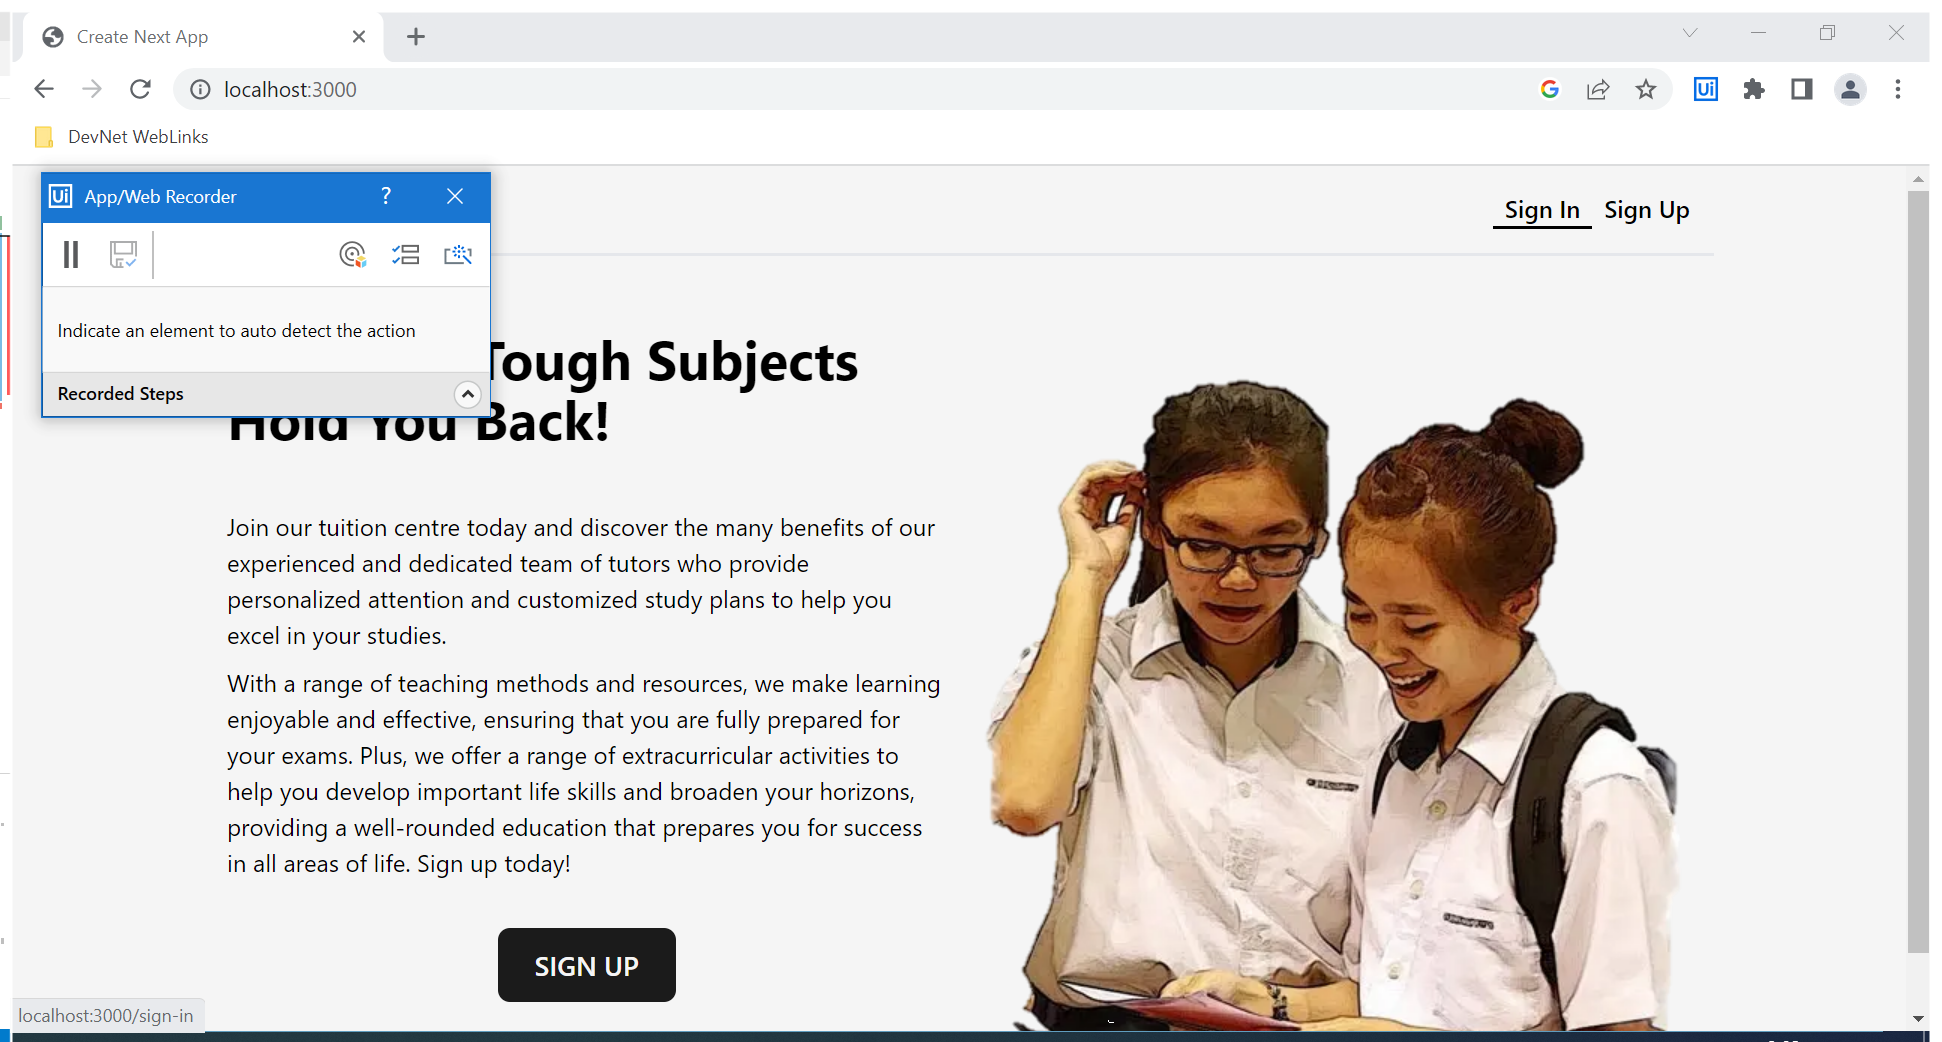 Create Next App
localhost:3000
Ui
DevNet WebLinks
Ui App/Web Recorder ?
Sign In Sign Up
Indicate an element to auto detect the action
Tough Subjects
Recorded Steps
Hold You Back!
Join our tuition centre today and discover the many benefits of our
experienced and dedicated team of tutors who provide
personalized attention and customized study plans to help you
excel in your studies.
With a range of teaching methods and resources, we make learning
enjoyable and effective, ensuring that you are fully prepared for
your exams. Plus, we offer a range of extracurricular activities to
help you develop important life skills and broaden your horizons,
providing a well-rounded education that prepares you for success
in all areas of life. Sign up today!
SIGN UP
localhost:3000/sign-in